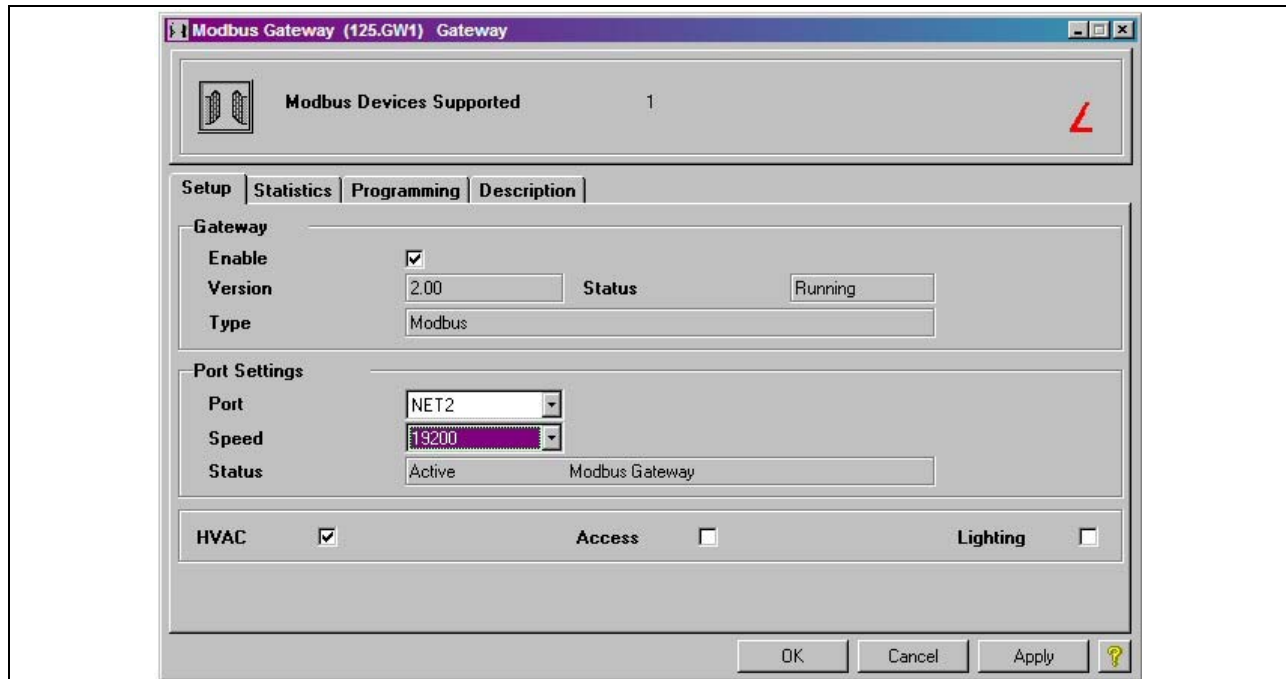 Modbus Gateway (125.GW1) Gateway
Modbus Devices Supported 1
Setup Statistics Programming Description
Gateway
Enable
Version 2.00 Status Running
Type Modbus
Port Settings
Port NET2
Speed 19200
Status Active Modbus Gateway
HVAC Access Lighting
OK Cancel Apply ?